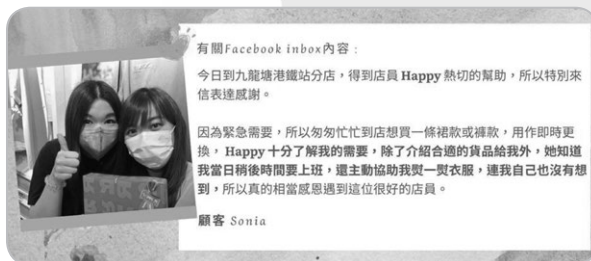 有關Facebook inbox內容：
今日到九龍塘港鐵站分店，得到店員 Happy 熱切的幫助，所以特別來
信表達感謝。
因為緊急需要，所以匆匆忙忙到店想買一條裙款或褲款，用作即時更
換， Happy 十分了解我的需要，除了介紹合適的貨品給我外，她知道
我當日稍後時間要上班，還主動協助我熨一熨衣服，連我自己也沒有想
到，所以真的相當感恩遇到這位很好的店員。
顧客 Sonia